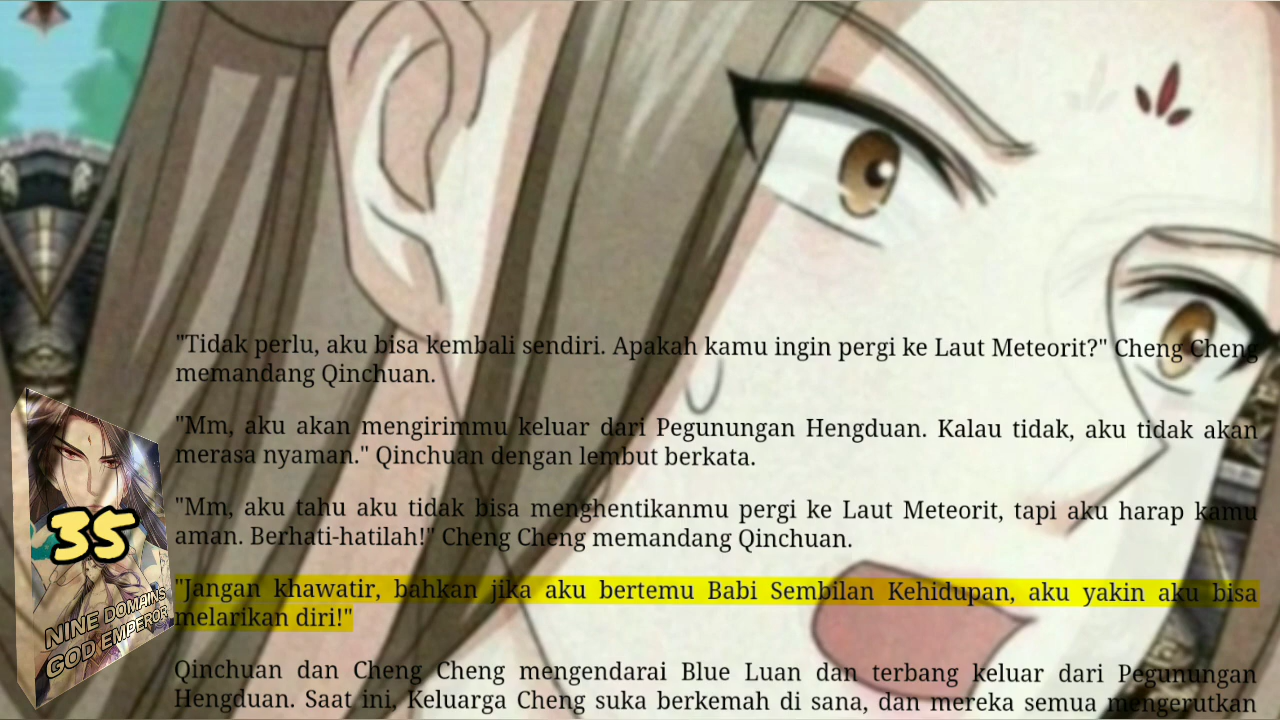 "Tidak perlu, aku bisa kembali sendiri. Apakah kamu ingin pergi ke Laut Meteorit?" Cheng Cheng
memandang Qinchuan.
"Mm, aku akan mengirimmu keluar dari Pegunungan Hengduan. Kalau tidak, aku tidak akan
merasa nyaman." Qinchuan dengan lembut berkata.
"Mm, aku tahu aku tidak bisa menghentikanmu pergi ke Laut Meteorit, tapi aku harap kamu
aman. Berhati-hatilah!" Cheng Cheng memandang Qinchuan.
"Jangan khawatir, bahkan jika aku bertemu Babi Sembilan Kehidupan, aku yakin aku bisa
melarikan diri!"
Qinchuan dan Cheng Cheng mengendarai Blue Luan dan terbang keluar dari Pegunungan
Hengduan. Saat ini, Keluarga Cheng suka berkemah di sana, dan mereka semua mengerutkan
35
NINE DOMAINS
GOD EMPEROR